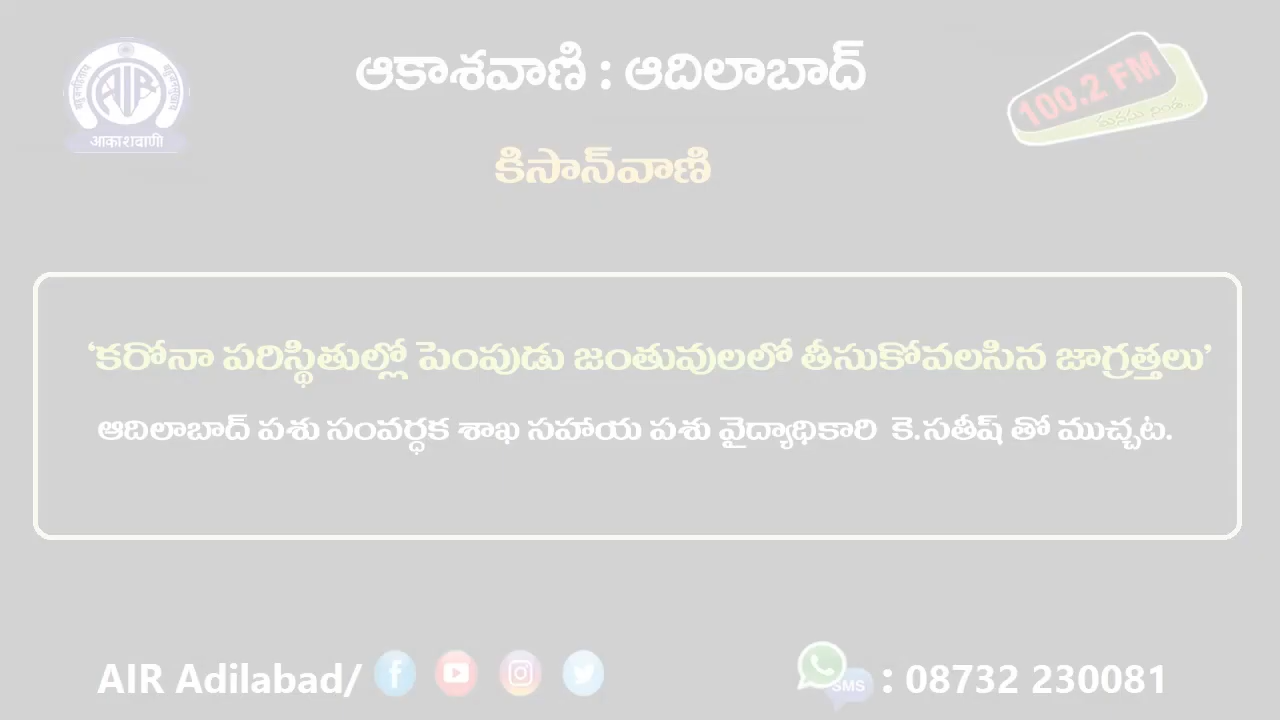 ఆకాశవాణి : ఆదిలాబాద్
100.2 FM
కిసాన్‌వాణి
AIR
आकाशवाणी
‘కరోనా పరిస్థితుల్లో పెంపుడు జంతువులలో తీసుకోవలసిన జాగ్రత్తలు’
ఆదిలాబాద్ పశు సంవర్ధక శాఖ సహాయ పశు వైద్యాధికారి కె.సతీష్ తో ముచ్చట.
AIR Adilabad/
SMS : 08732 230081